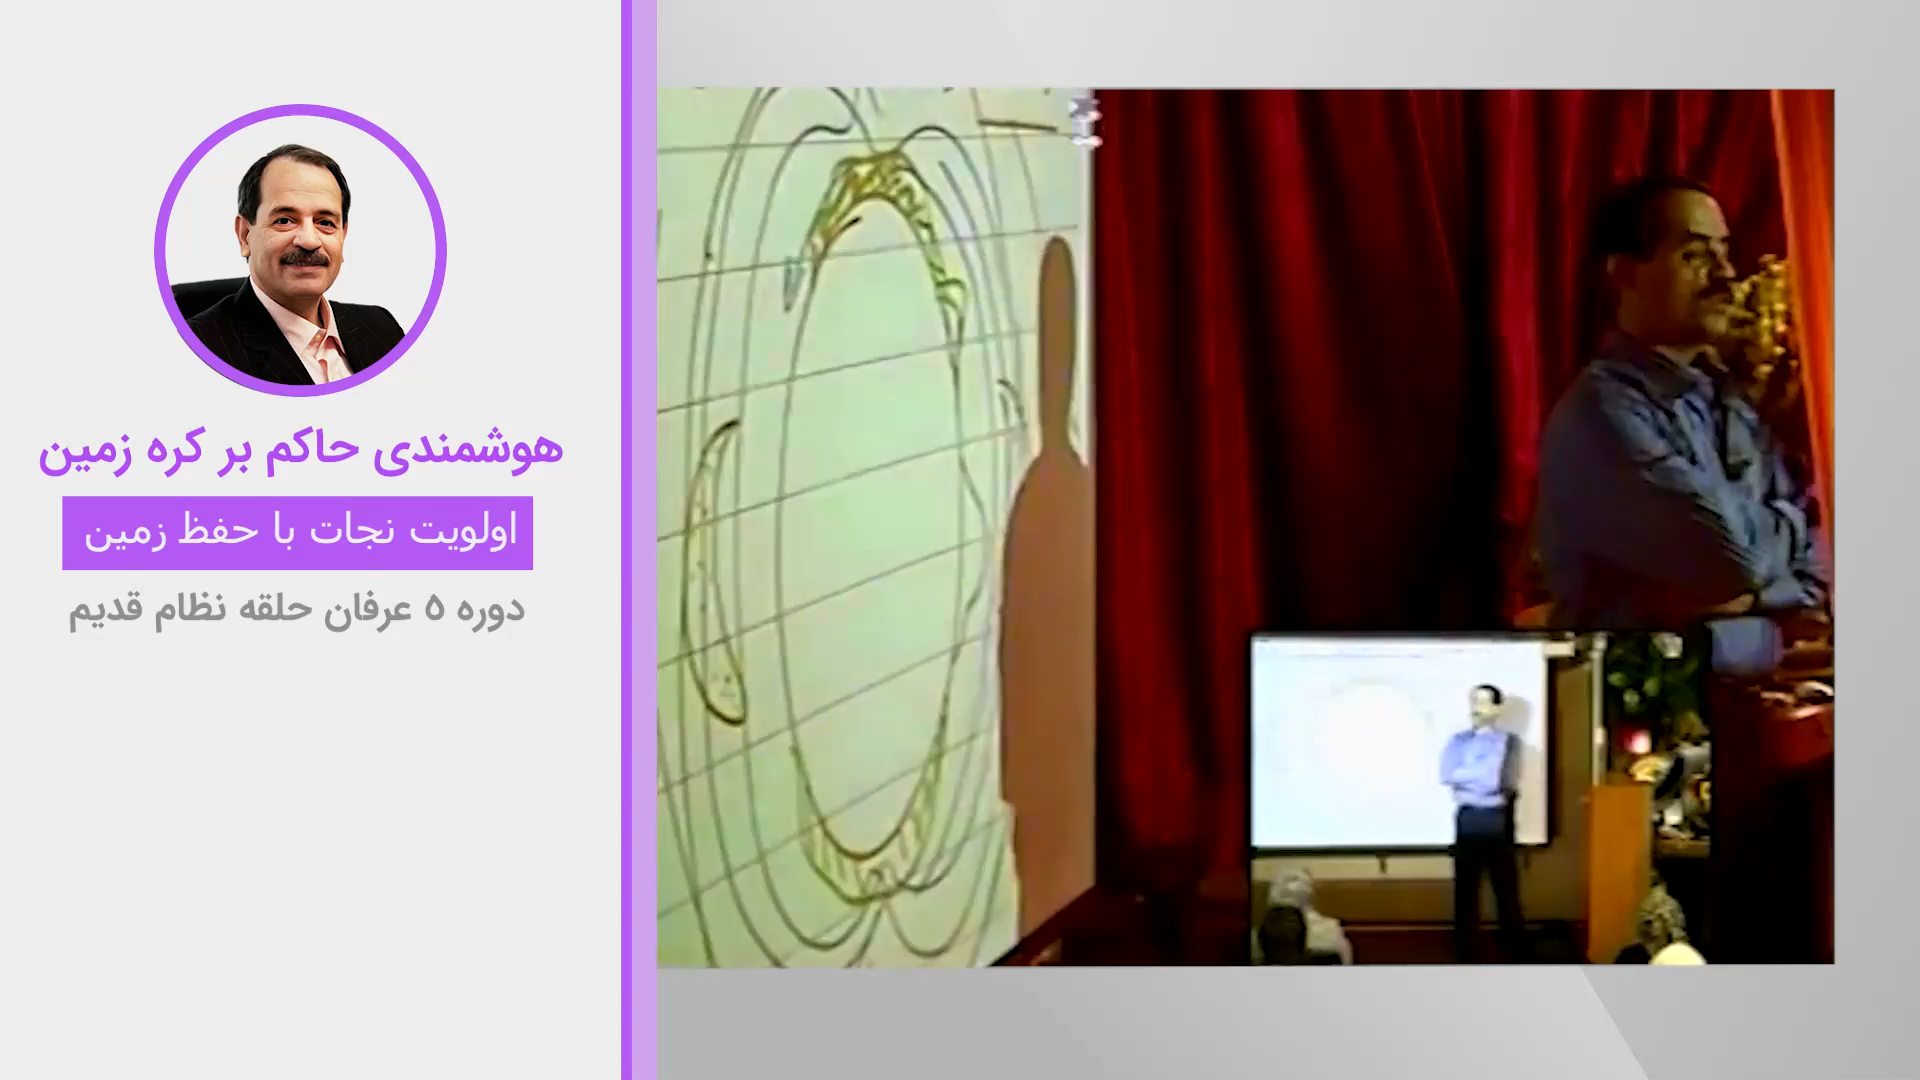 هوشمندی حاکم بر کره زمین
اولویت نجات با حفظ زمین
دوره ۵ عرفان حلقه نظام قدیم